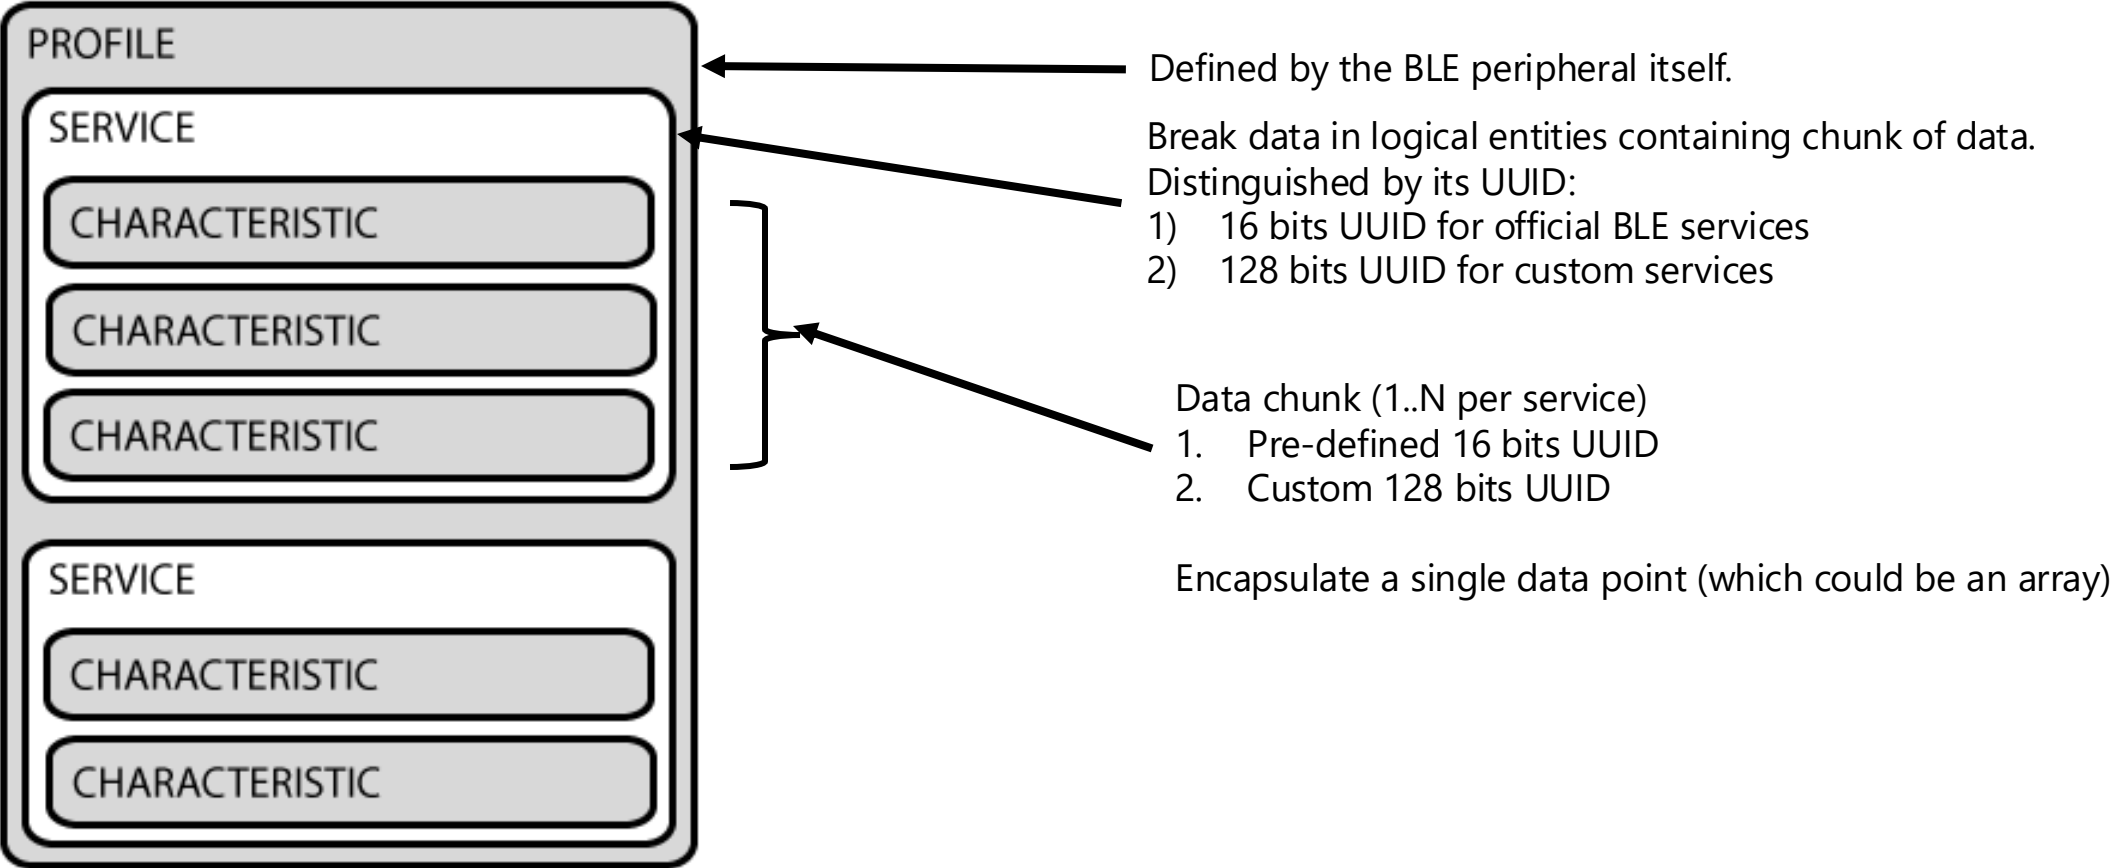 PROFILE
SERVICE
CHARACTERISTIC
CHARACTERISTIC
CHARACTERISTIC
SERVICE
CHARACTERISTIC
CHARACTERISTIC
Defined by the BLE peripheral itself.
Break data in logical entities containing chunk of data.
Distinguished by its UUID:
1) 16 bits UUID for official BLE services
2) 128 bits UUID for custom services
Data chunk (1..N per service)
1. Pre-defined 16 bits UUID
2. Custom 128 bits UUID
Encapsulate a single data point (which could be an array)